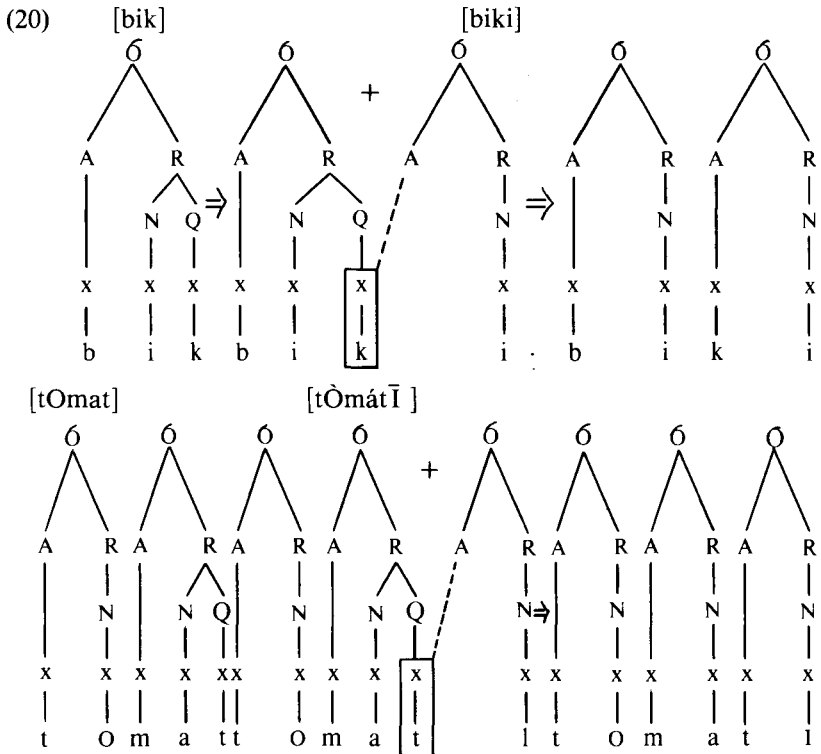 (20) [bik] [biki]
σ σ + σ σ σ
A R A R A R A R A R
⇒ ⇒
N Q N Q N N N
x x x x x x x x x x x
b i k b i k i . b i k i
[tOmat] [tÒmátĪ ]
σ σ σ σ + σ σ σ σ
A R A R A R A R A R A R A R A R
N N Q N N Q N ⇒ N N N
x x x x x x x x x x x x x x x x x
t O m a t t O m a t l t O m a t l